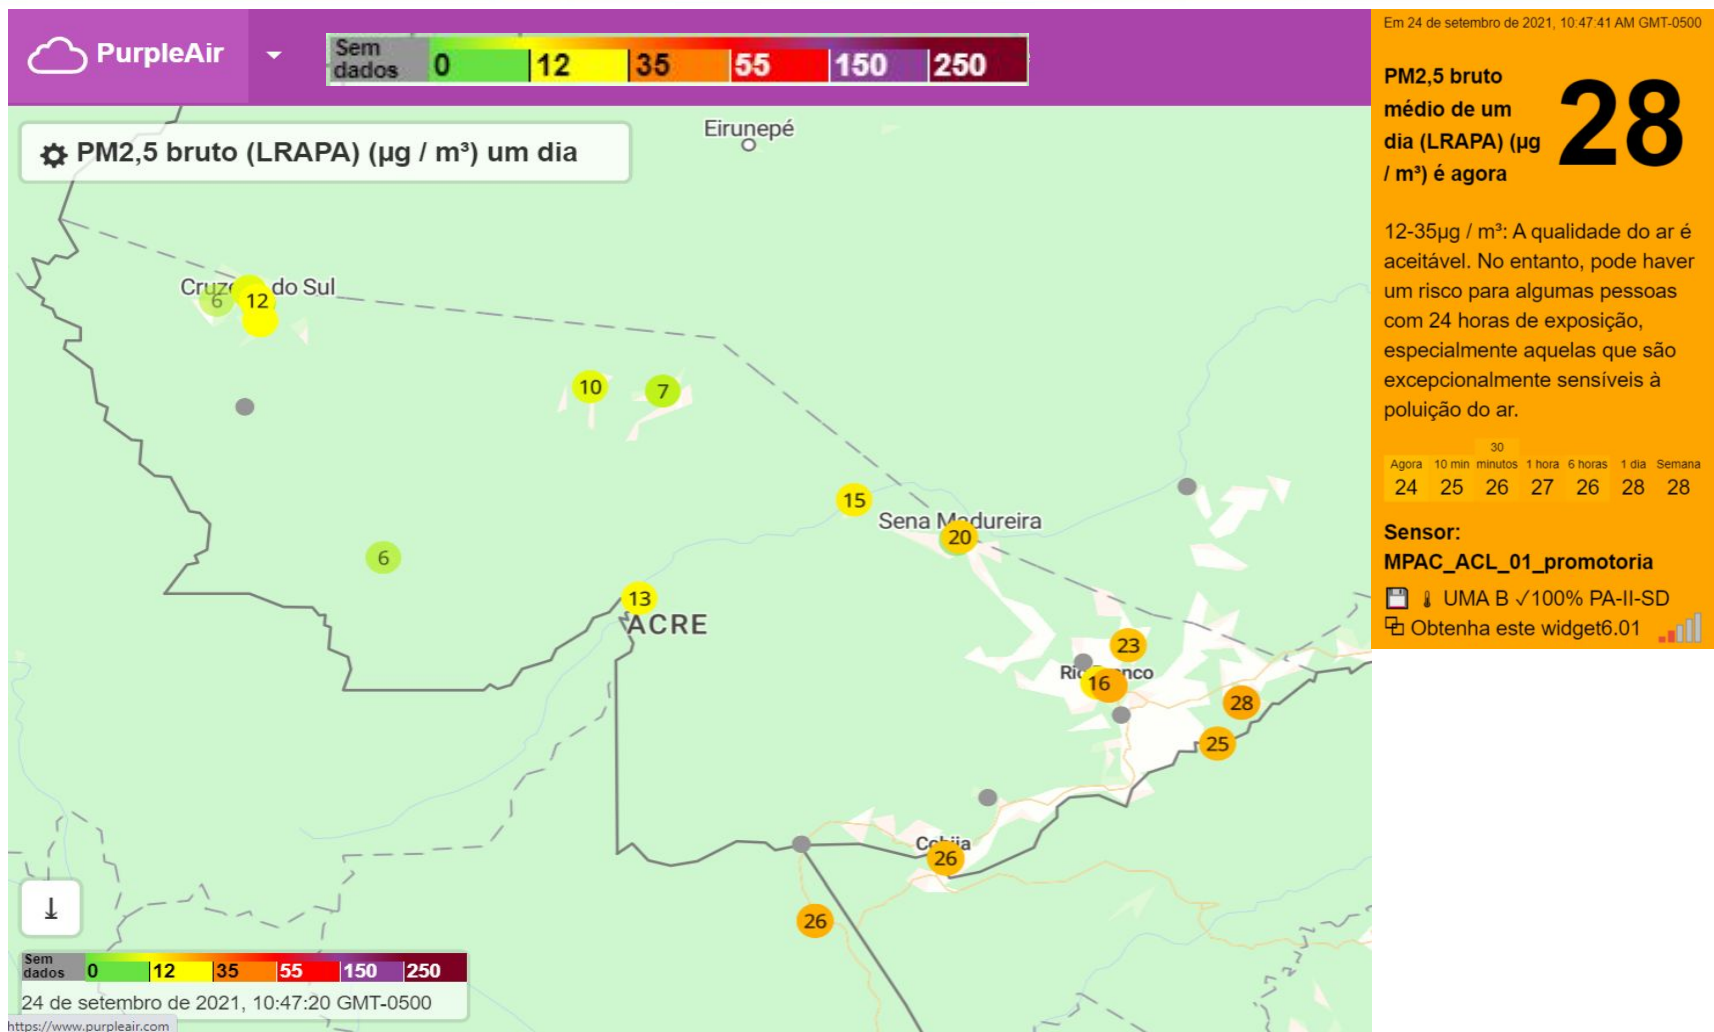 PurpleAir
Sem dados 0 12 35 55 150 250
PM2,5 bruto (LRAPA) (µg / m³) um dia
Eirunepé
Cruze do Sul
6
12
10
7
15
Sena Madureira
20
6
13
ACRE
23
Rio Branco
16
28
25
Cobija
26
26
Sem dados 0 12 35 55 150 250
24 de setembro de 2021, 10:47:20 GMT-0500
https://www.purpleair.com
Em 24 de setembro de 2021, 10:47:41 AM GMT-0500
PM2,5 bruto
médio de um
dia (LRAPA) (µg
/ m³) é agora
28
12-35µg / m³: A qualidade do ar é
aceitável. No entanto, pode haver
um risco para algumas pessoas
com 24 horas de exposição,
especialmente aquelas que são
excepcionalmente sensíveis à
poluição do ar.
Agora 10 min 30 minutos 1 hora 6 horas 1 dia Semana
24 25 26 27 26 28 28
Sensor:
MPAC_ACL_01_promotoria
UMA B ✓100% PA-II-SD
Obtenha este widget6.01